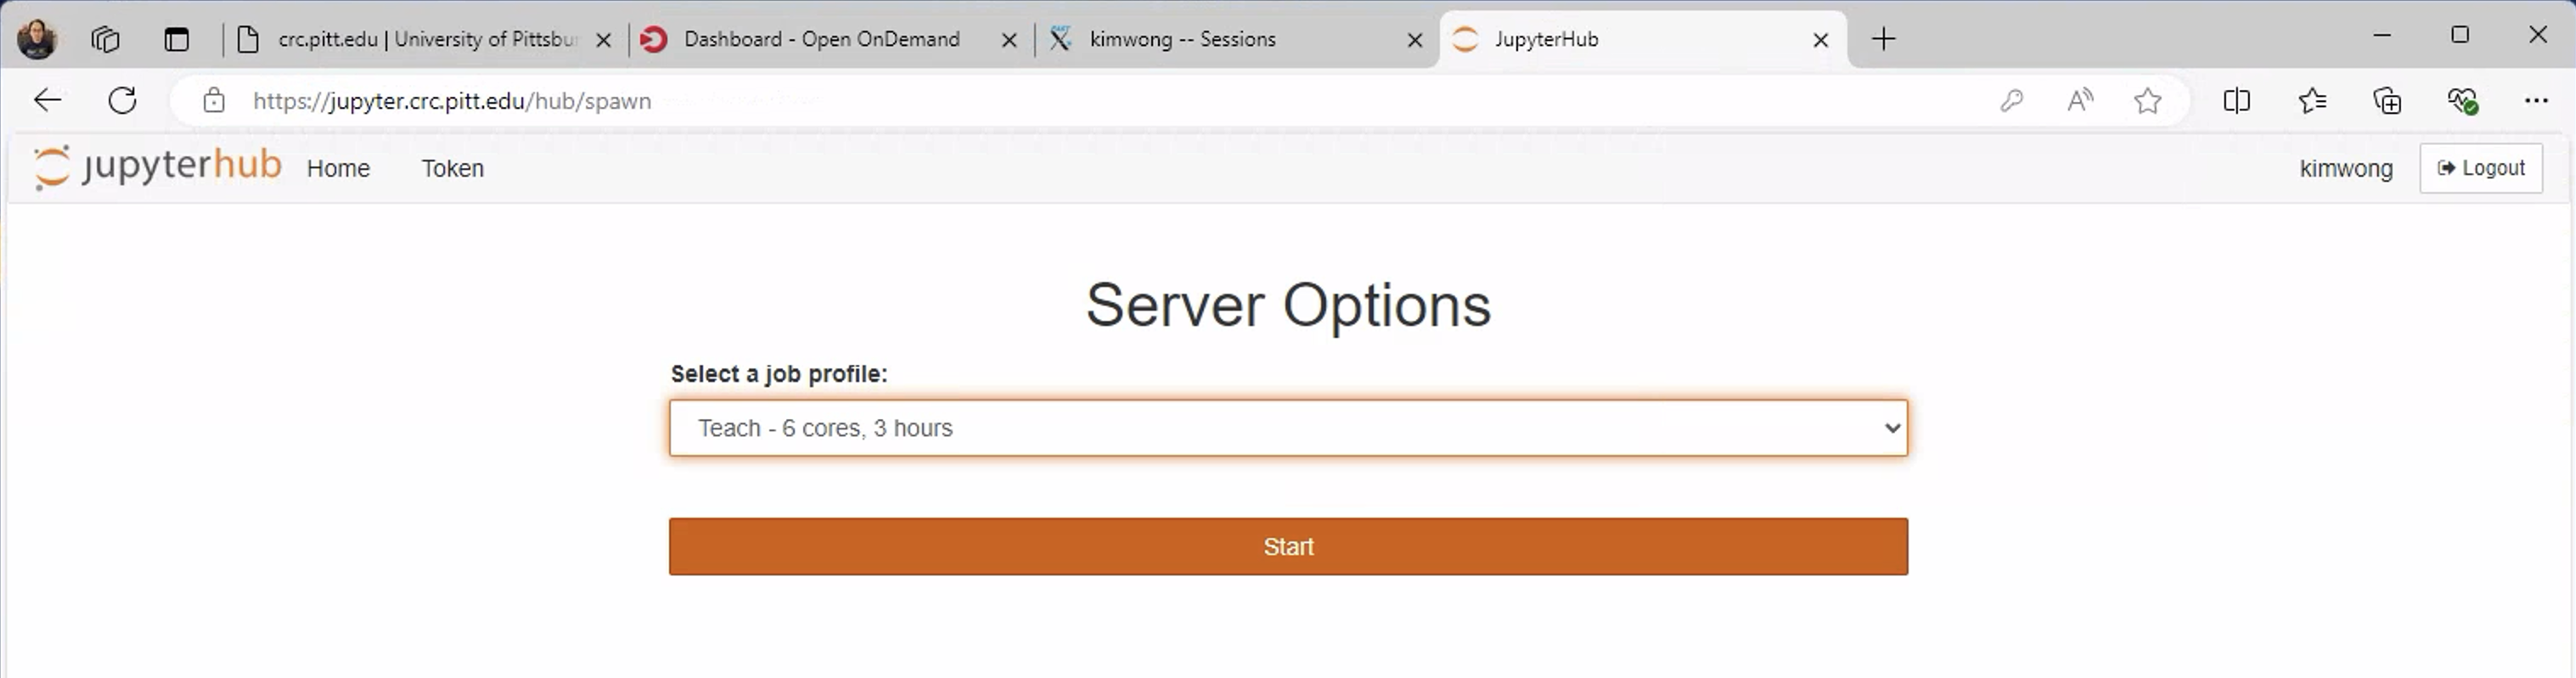 crc.pitt.edu | University of Pittsbu
Dashboard - Open OnDemand
kimwong -- Sessions
JupyterHub
https://jupyter.crc.pitt.edu/hub/spawn
jupyterhub Home Token
kimwong Logout
Server Options
Select a job profile:
Teach - 6 cores, 3 hours
Start